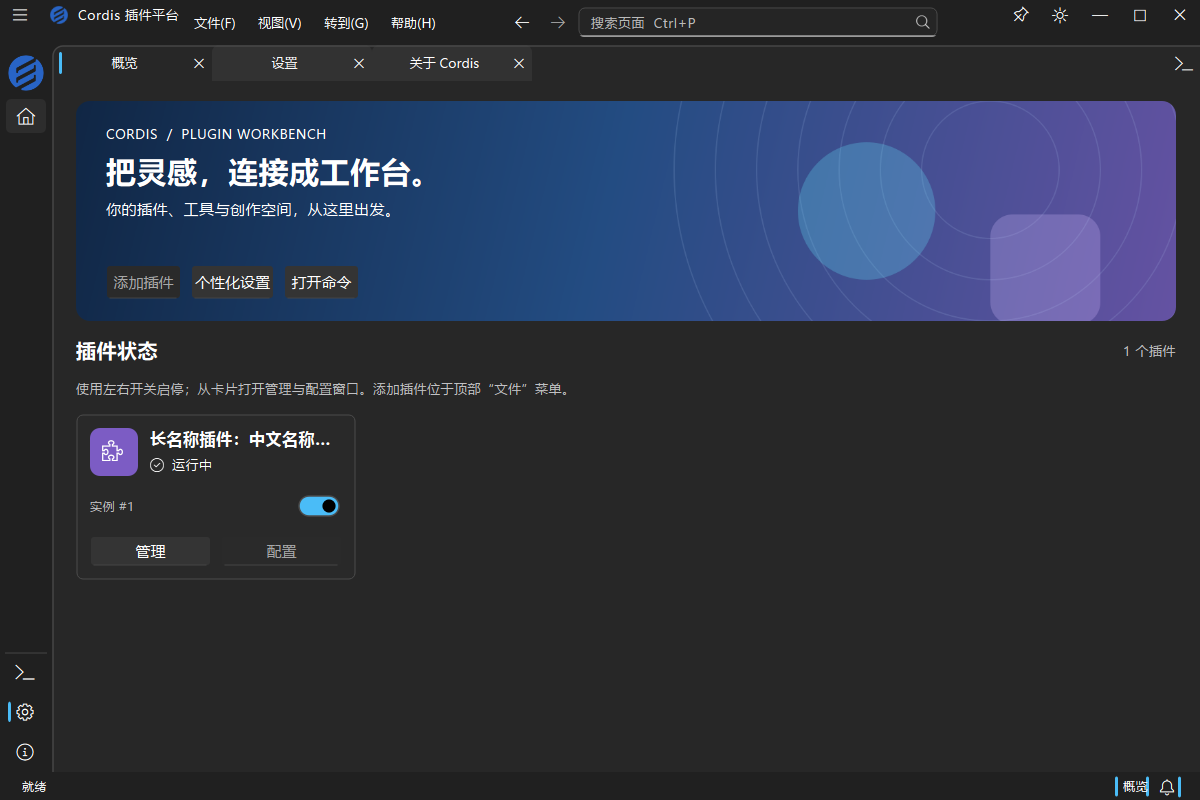 Cordis 插件平台 文件(F) 视图(V) 转到(G) 帮助(H) 搜索页面 Ctrl+P
概览 设置 关于 Cordis
CORDIS / PLUGIN WORKBENCH
把灵感，连接成工作台。
你的插件、工具与创作空间，从这里出发。
添加插件 个性化设置 打开命令
插件状态 1 个插件
使用左右开关启停；从卡片打开管理与配置窗口。添加插件位于顶部“文件”菜单。
长名称插件：中文名称...
运行中
实例 #1
管理 配置
就绪 概览